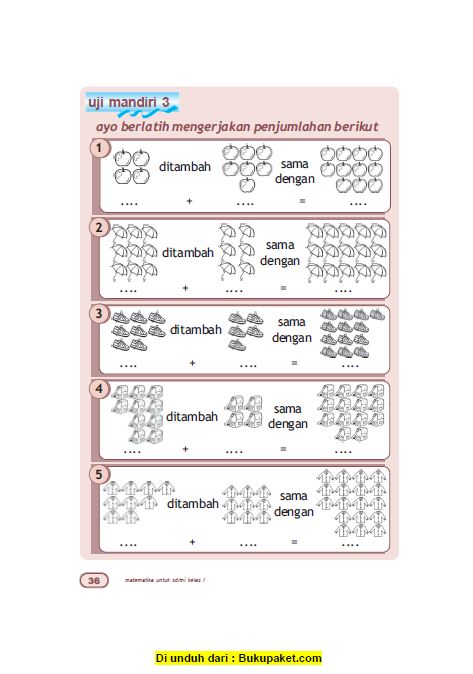 uji mandiri 3
ayo berlatih mengerjakan penjumlahan berikut
1
ditambah
sama
dengan
.... + .... = ....
2
ditambah
sama
dengan
.... + .... = ....
3
ditambah
sama
dengan
.... + .... = ....
4
ditambah
sama
dengan
.... + .... = ....
5
ditambah
sama
dengan
.... + .... = ....
36 matematika untuk sd/mi kelas I
Di unduh dari : Bukupaket.com